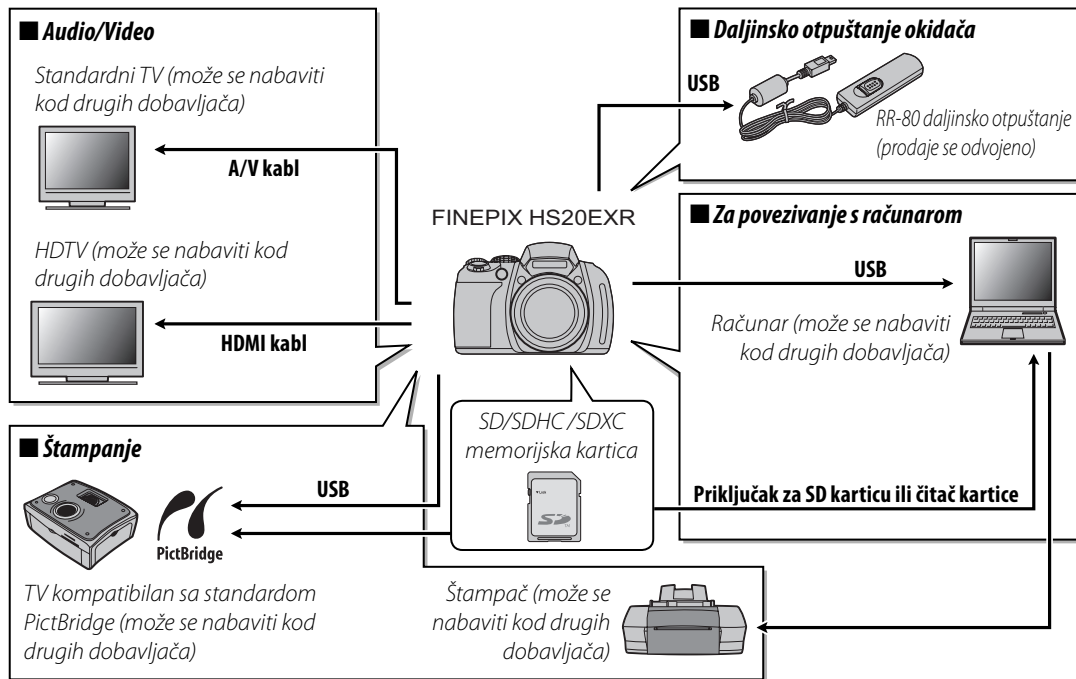 ■ Audio/Video
Standardni TV (može se nabaviti
kod drugih dobavljača)
A/V kabl
HDTV (može se nabaviti kod
drugih dobavljača)
HDMI kabl
■ Daljinsko otpuštanje okidača
USB
RR-80 daljinsko otpuštanje
(prodaje se odvojeno)
FINEPIX HS20EXR
■ Za povezivanje s računarom
USB
Računar (može se nabaviti
kod drugih dobavljača)
SD/SDHC /SDXC
memorijska kartica
SD
Priključak za SD karticu ili čitač kartice
■ Štampanje
USB
PictBridge
TV kompatibilan sa standardom
PictBridge (može se nabaviti kod
drugih dobavljača)
Štampač (može se
nabaviti kod drugih
dobavljača)